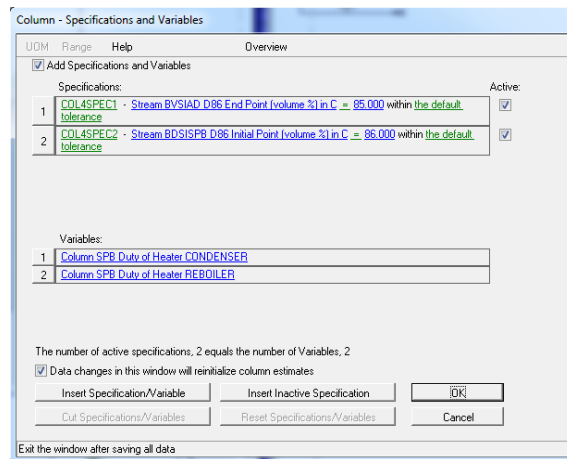 Column - Specifications and Variables
UOM Range Help Overview
Add Specifications and Variables
Specifications: Active:
1 COL4SPEC1 - Stream BVSIAD D86 End Point (volume %) in C = 85.000 within the default
tolerance
2 COL4SPEC2 - Stream BDSISPB D86 Initial Point (volume %) in C = 86.000 within the default
tolerance
Variables:
1 Column SPB Duty of Heater CONDENSER
2 Column SPB Duty of Heater REBOILER
The number of active specifications, 2 equals the number of Variables, 2
Data changes in this window will reinitialize column estimates
Insert Specification/Variable Insert Inactive Specification OK
Cut Specifications/Variables Reset Specifications/Variables Cancel
Exit the window after saving all data